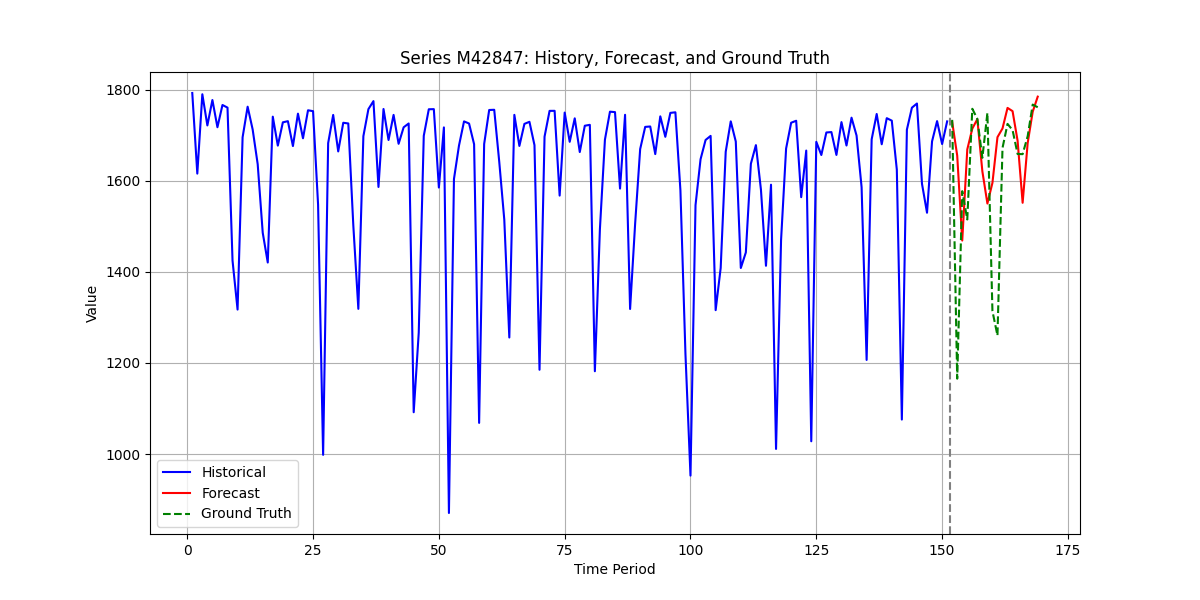 Series M42847: History, Forecast, and Ground Truth
1800
1600
1400
1200
1000
Value
Historical
Forecast
Ground Truth
0
25
50
75
100
125
150
175
Time Period